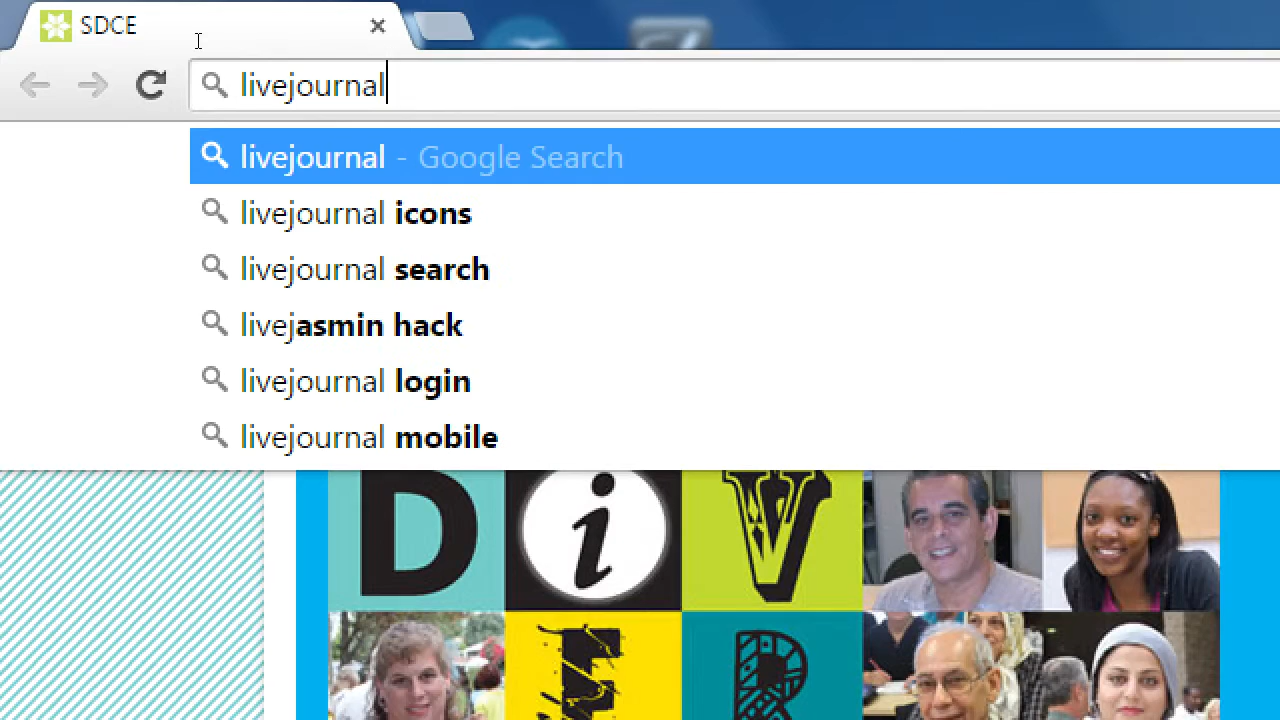 SDCE
livejournal
livejournal - Google Search
livejournal icons
livejournal search
livejasmin hack
livejournal login
livejournal mobile
D i V
E R